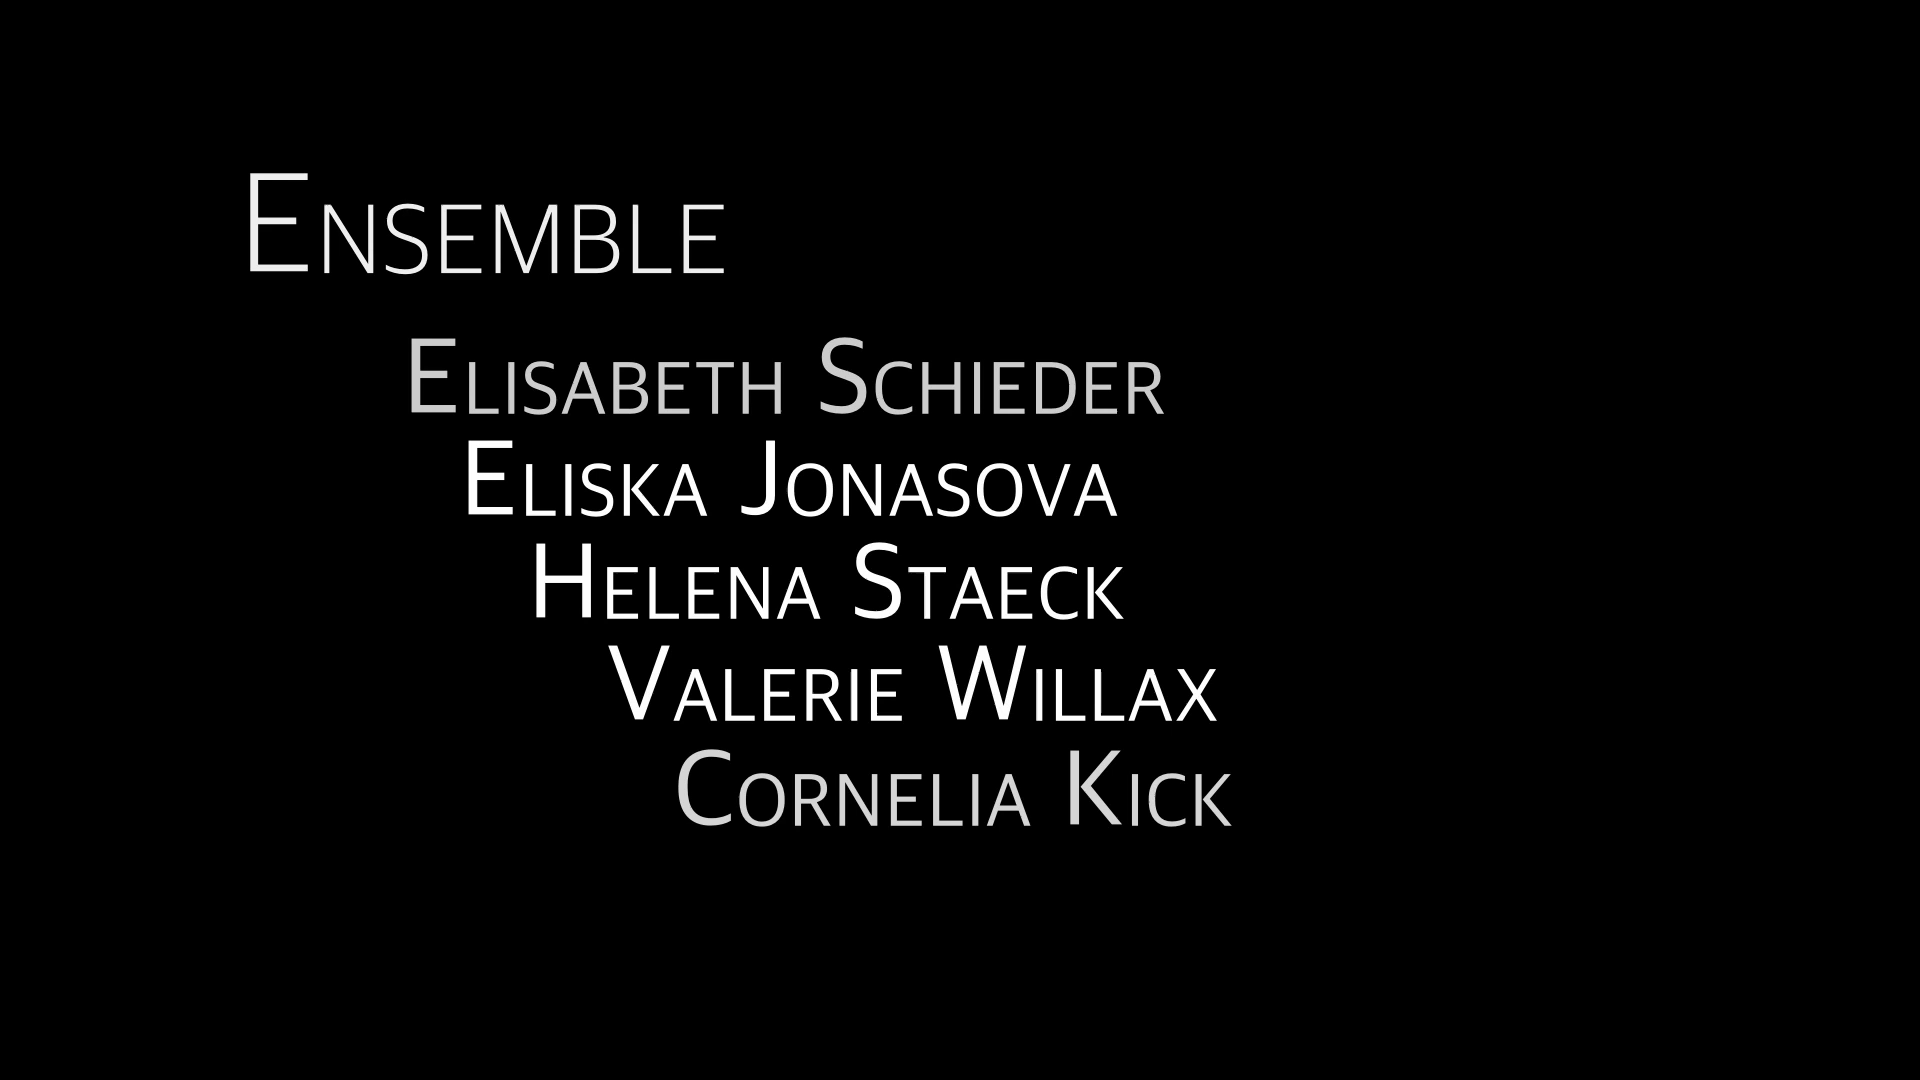 Ensemble
Elisabeth Schieder
Eliska Jonasova
Helena Staeck
Valerie Willax
Cornelia Kick